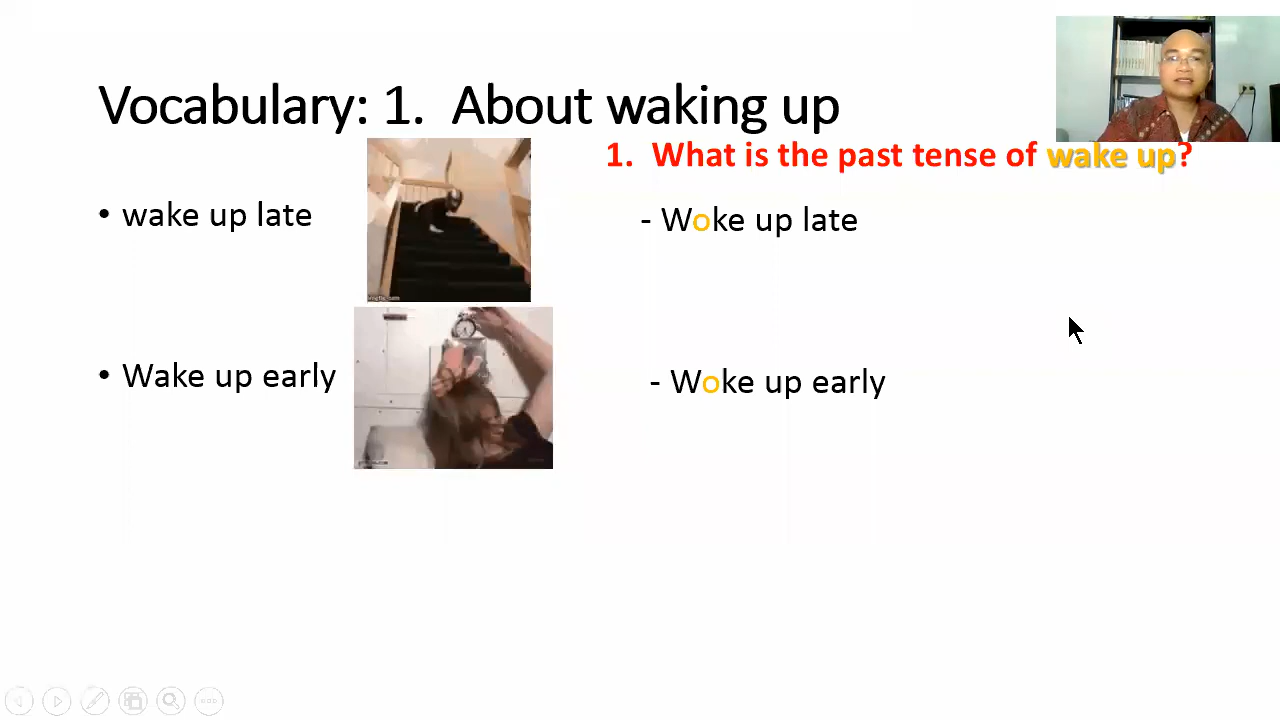 Vocabulary: 1. About waking up
1. What is the past tense of wake up?
• wake up late
- Woke up late
• Wake up early
- Woke up early